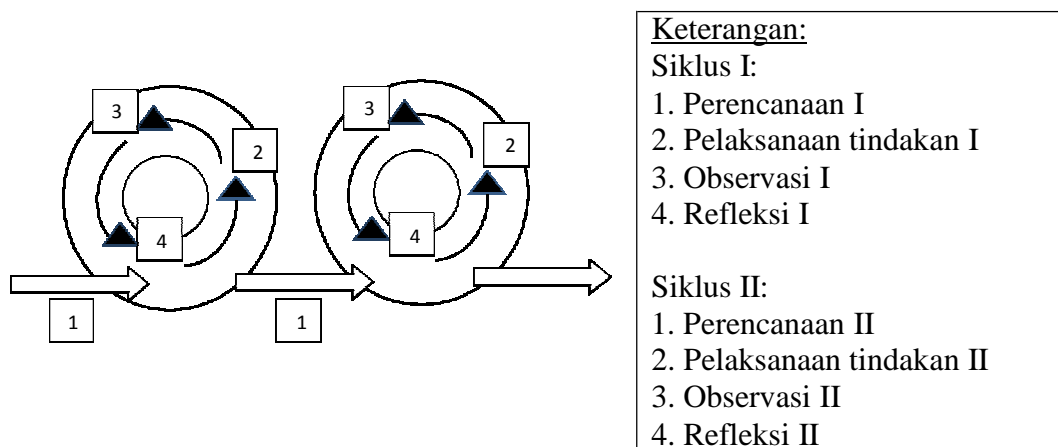 3
2
4
1
3
2
4
1
Keterangan:
Siklus I:
1. Perencanaan I
2. Pelaksanaan tindakan I
3. Observasi I
4. Refleksi I
Siklus II:
1. Perencanaan II
2. Pelaksanaan tindakan II
3. Observasi II
4. Refleksi II